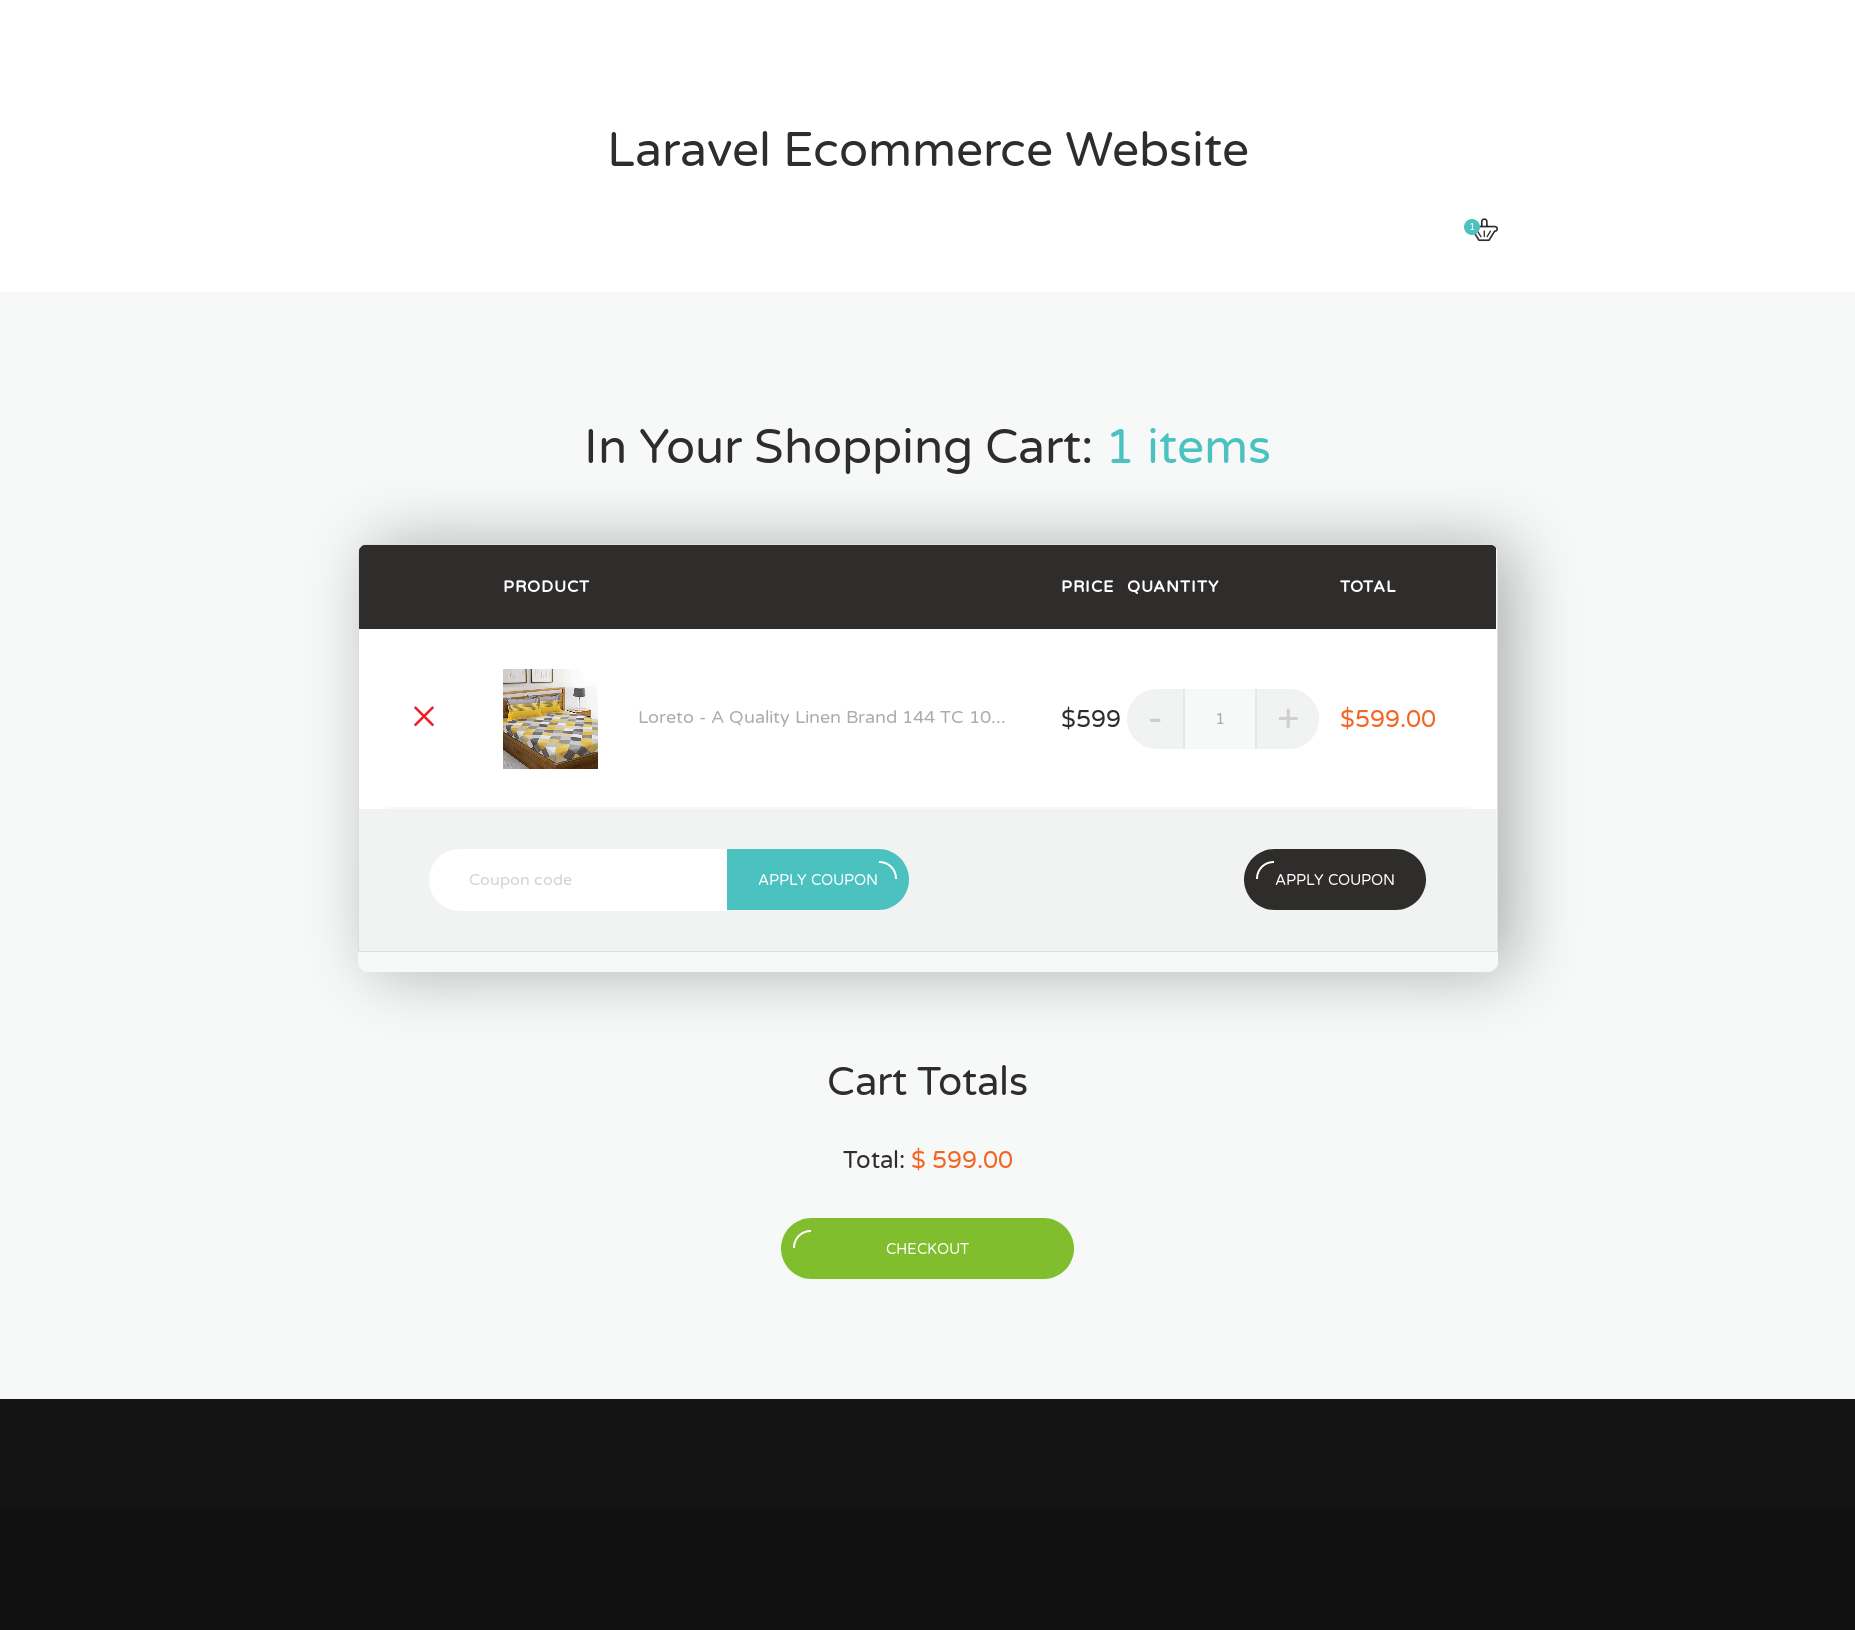 Laravel Ecommerce Website
1
In Your Shopping Cart: 1 items
PRODUCT PRICE QUANTITY TOTAL
Loreto - A Quality Linen Brand 144 TC 10... $599 - 1 + $599.00
Coupon code APPLY COUPON APPLY COUPON
Cart Totals
Total: $ 599.00
CHECKOUT